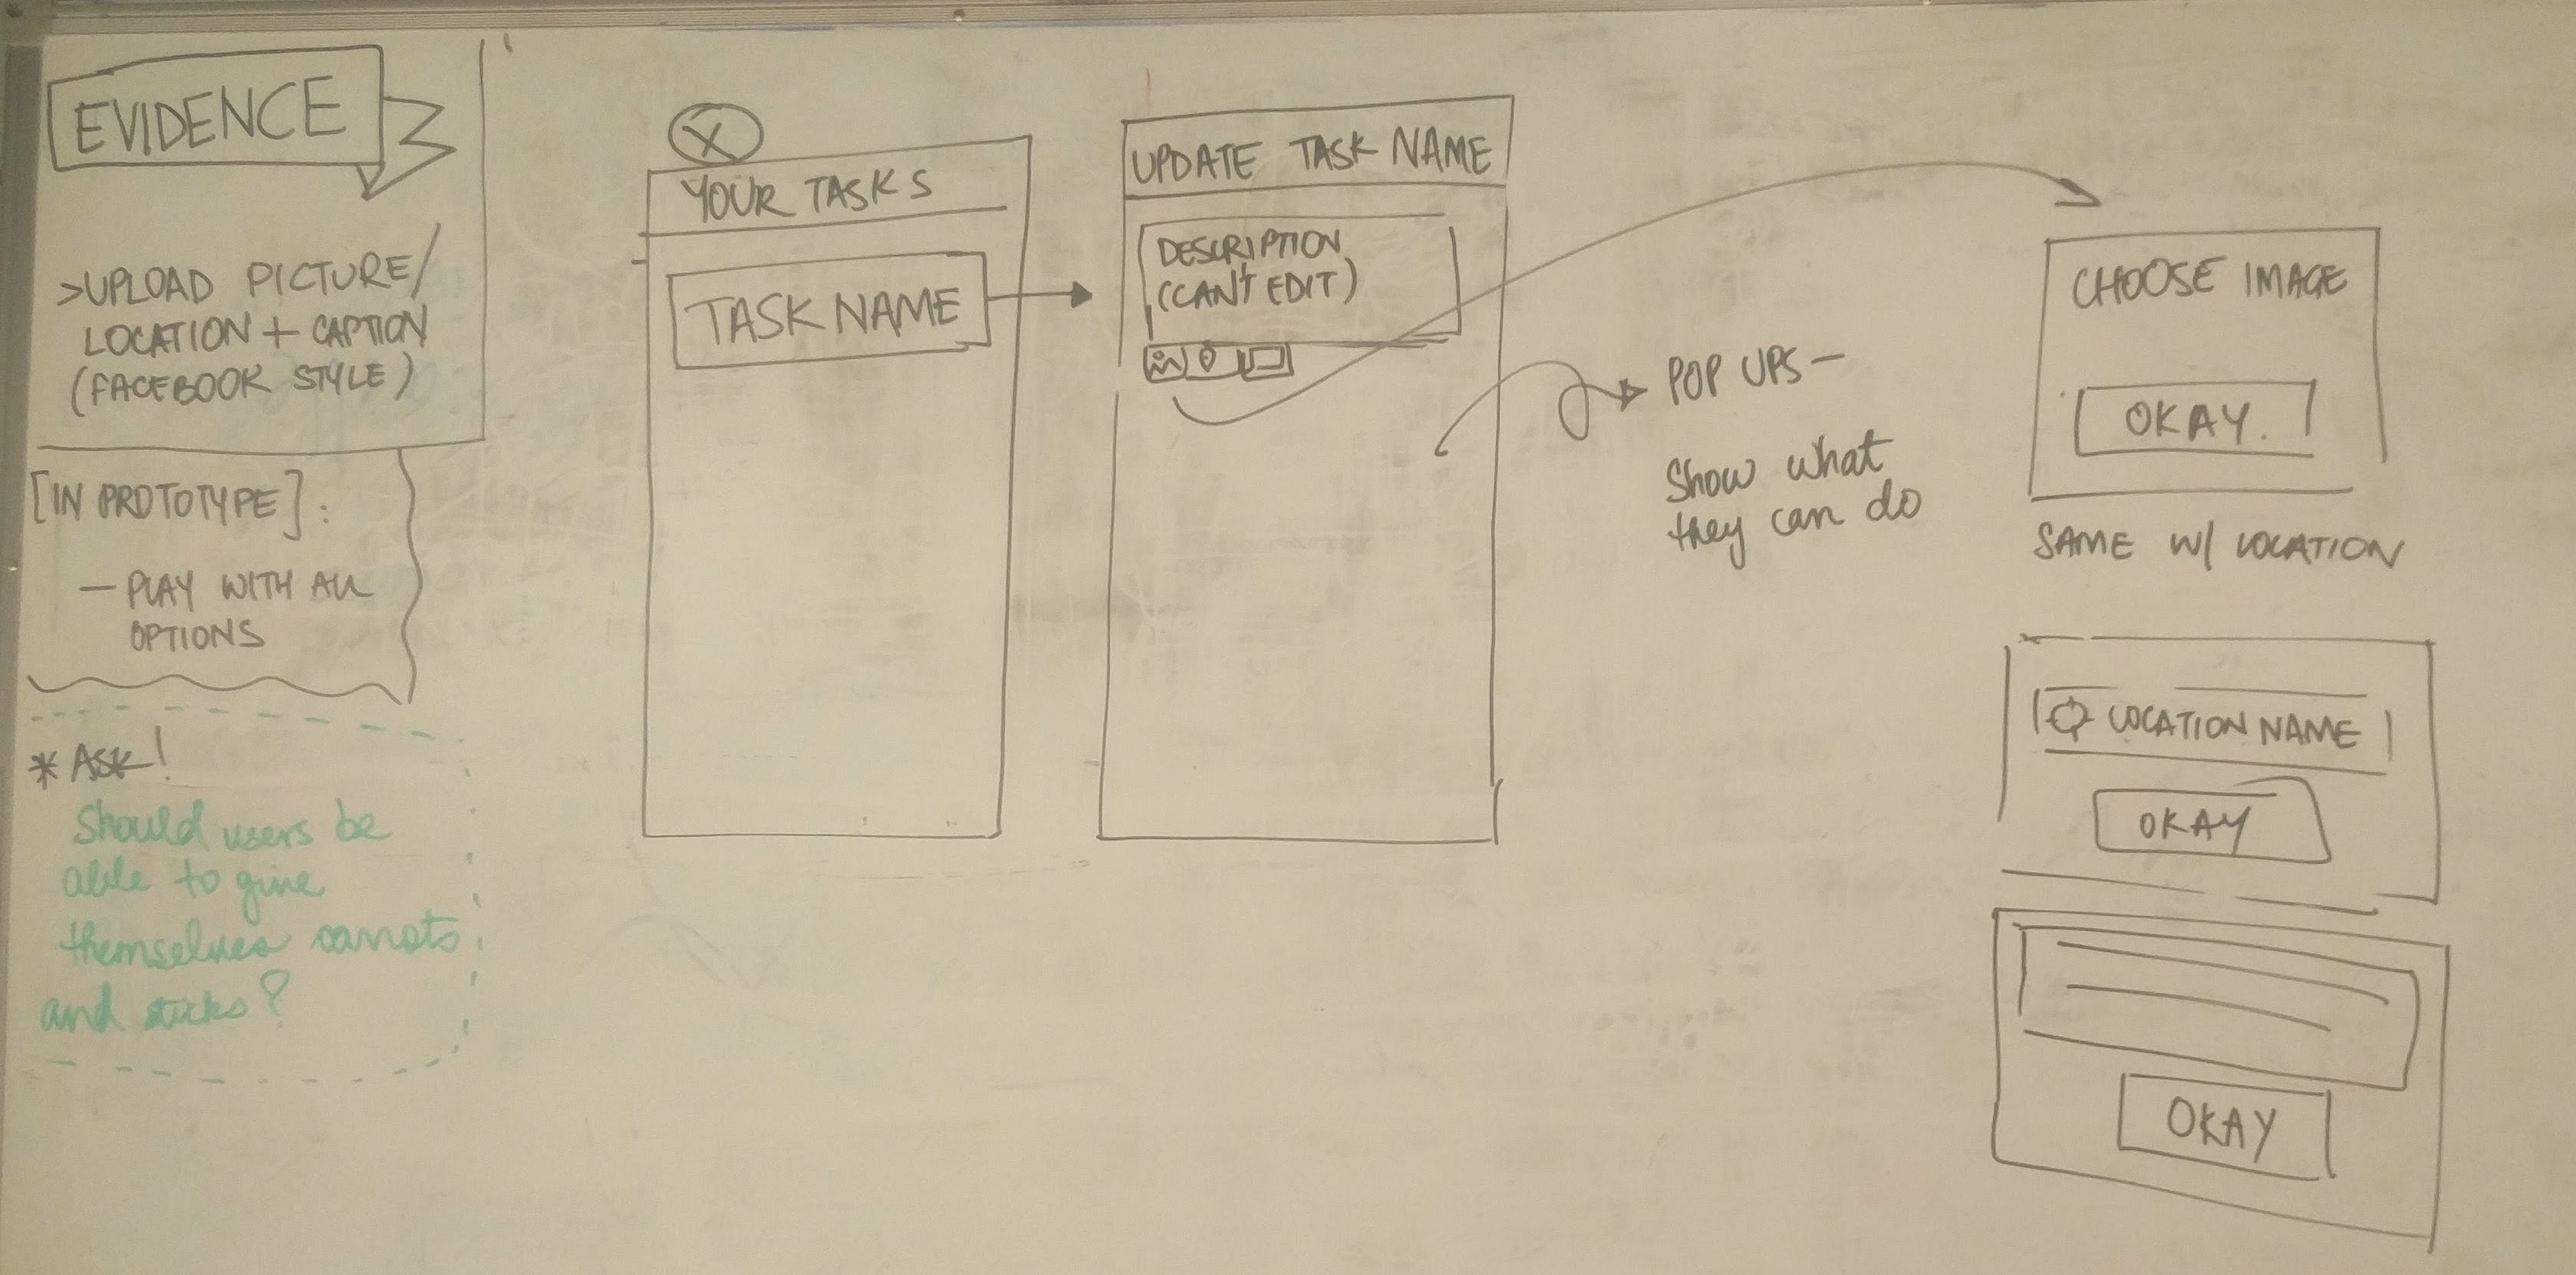 EVIDENCE
>UPLOAD PICTURE/
LOCATION + CAPTION
(FACEBOOK STYLE)
[IN PROTOTYPE]:
— PLAY WITH ALL
OPTIONS
* ASK!
Should users be
able to give
themselves carrots
and sticks?
X
YOUR TASKS
TASK NAME
UPDATE TASK NAME
DESCRIPTION
(CAN'T EDIT)
POP UPS —
Show what
they can do
CHOOSE IMAGE
OKAY.
SAME W/ LOCATION
LOCATION NAME
OKAY
OKAY